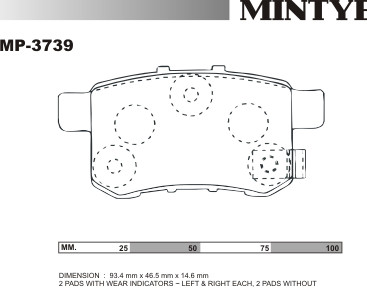 MINTYE
MP-3739
MM. 25 50 75 100
DIMENSION : 93.4 mm x 46.5 mm x 14.6 mm
2 PADS WITH WEAR INDICATORS − LEFT & RIGHT EACH, 2 PADS WITHOUT